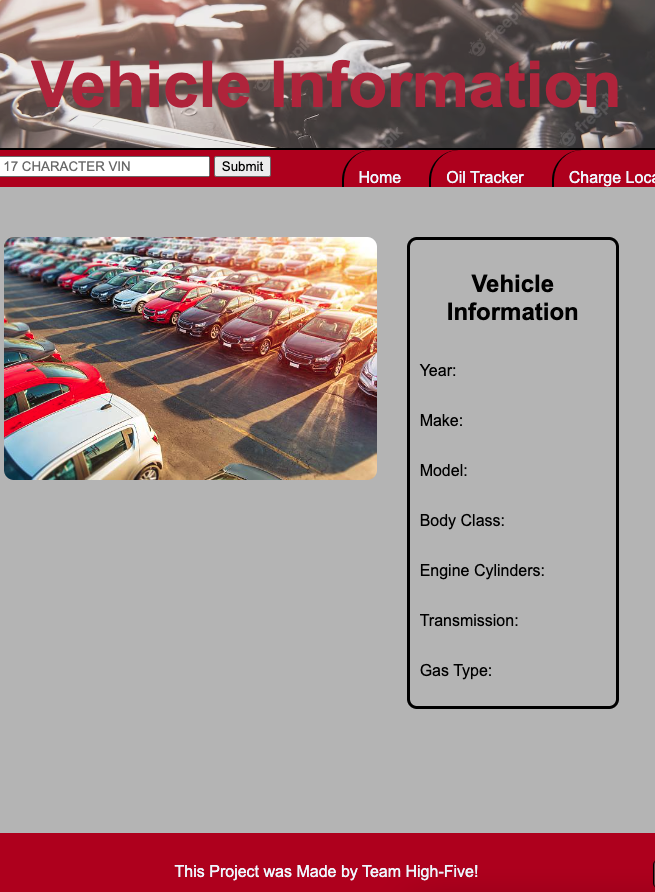 Vehicle Information
17 CHARACTER VIN
Submit
Home
Oil Tracker
Charge Loca
Vehicle
Information
Year:
Make:
Model:
Body Class:
Engine Cylinders:
Transmission:
Gas Type:
This Project was Made by Team High-Five!